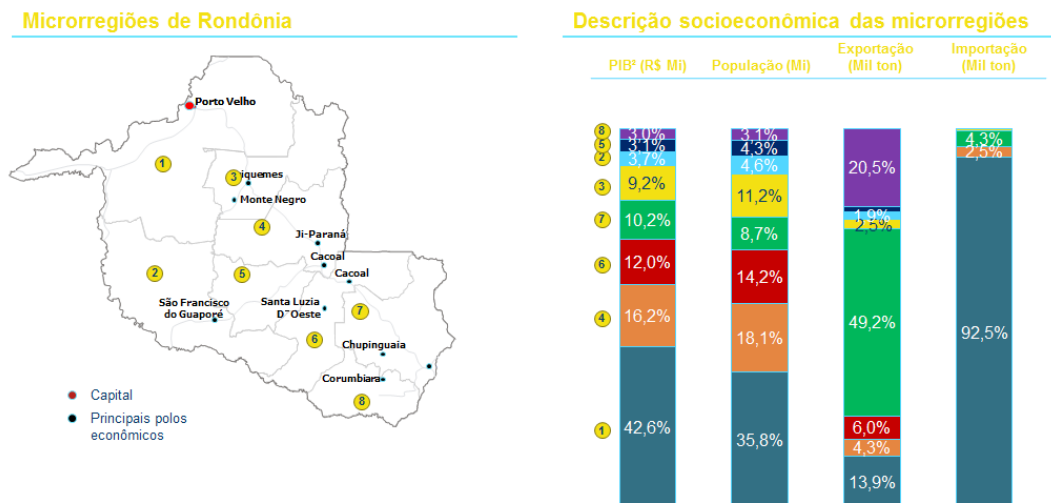 Microrregiões de Rondônia
Porto Velho
1
3
iquemes
Monte Negro
4
Ji-Paraná
Cacoal
Cacoal
2
5
São Francisco
do Guaporé
Santa Luzia
D~Oeste
7
6
Chupinguaia
Corumbiara
8
Capital
Principais polos
econômicos
Descrição socioeconômica das microrregiões
PIB² (R$ Mi)
População (Mi)
Exportação
(Mil ton)
Importação
(Mil ton)
8
5
2
3
7
6
4
1
3,0%
3,1%
3,7%
9,2%
10,2%
12,0%
16,2%
42,6%
3,1%
4,3%
4,6%
11,2%
8,7%
14,2%
18,1%
35,8%
20,5%
1,9%
2,5%
49,2%
6,0%
4,3%
13,9%
4,3%
2,5%
92,5%